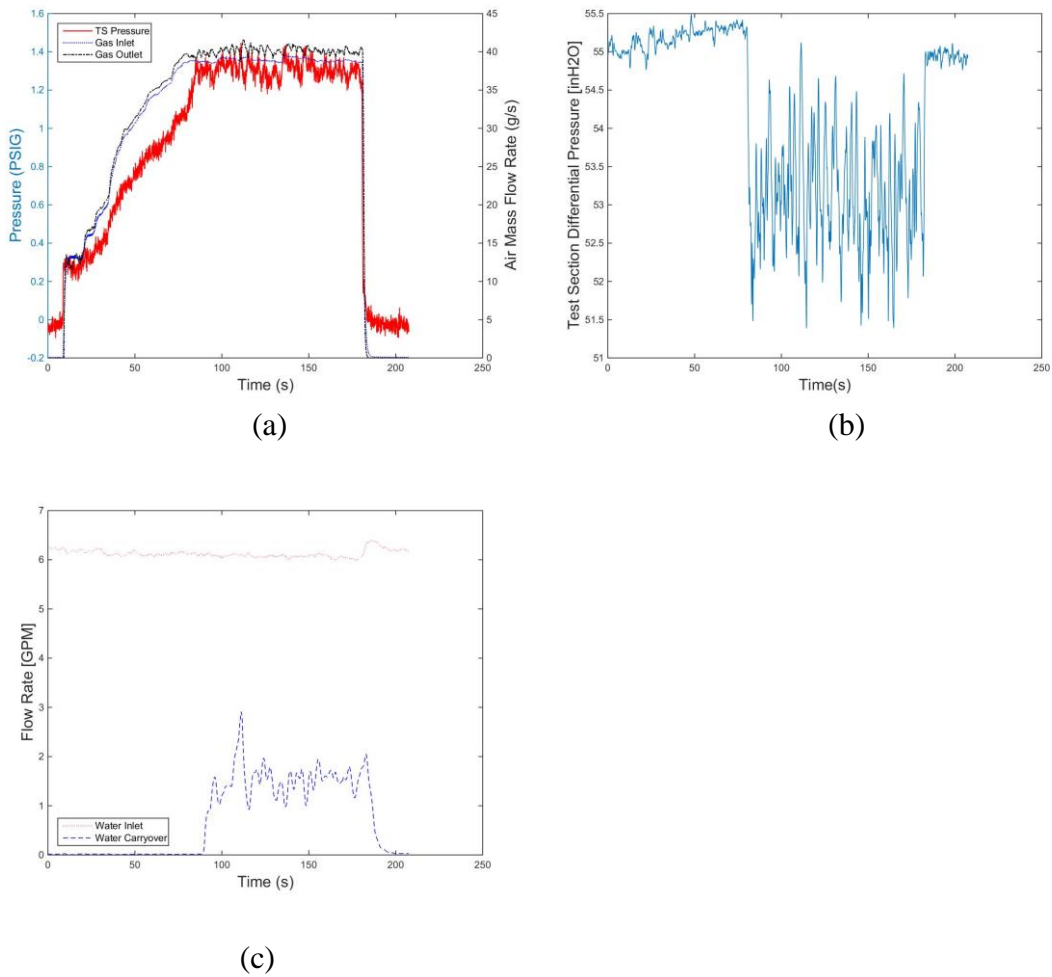 TS Pressure
Gas Inlet
Gas Outlet
1.6
1.4
1.2
1
0.8
0.6
0.4
0.2
0
-0.2
Pressure (PSIG)
45
40
35
30
25
20
15
10
5
0
Air Mass Flow Rate (g/s)
0 50 100 150 200 250
Time (s)
(a)
55.5
55
54.5
54
53.5
53
52.5
52
51.5
51
Test Section Differential Pressure [inH2O]
0 50 100 150 200 250
Time(s)
(b)
7
6
5
4
3
2
1
0
Flow Rate [GPM]
Water Inlet
Water Carryover
0 50 100 150 200 250
Time (s)
(c)